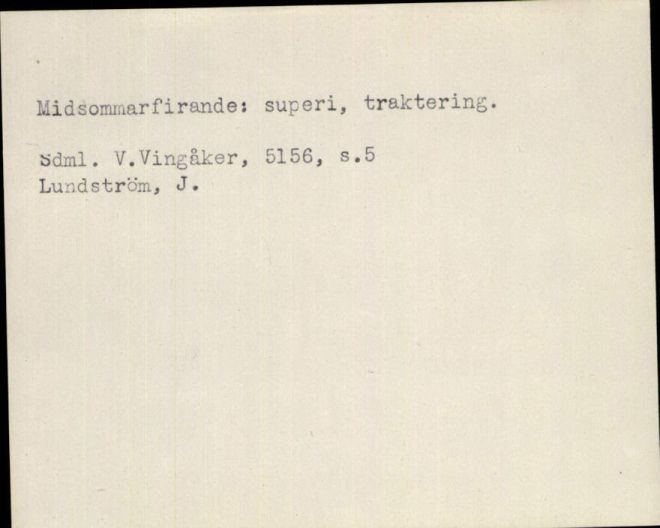 Midsommarfirande: superi, traktering.
Sdml. V.Vingåker, 5156, s.5
Lundström, J.